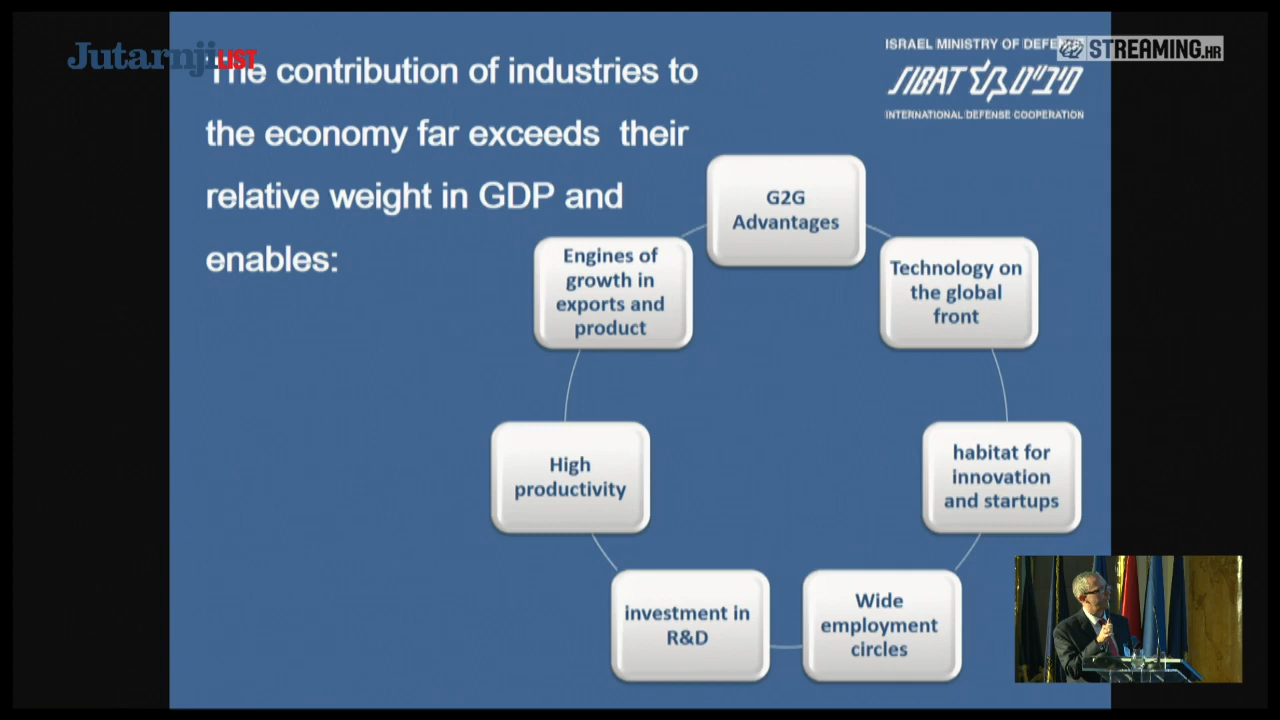 Jutarnji LIST
The contribution of industries to
the economy far exceeds their
relative weight in GDP and
enables:
ISRAEL MINISTRY OF DEFE
STREAMING.HR
SIBAT סיב"ט
INTERNATIONAL DEFENSE COOPERATION
G2G
Advantages
Technology on
the global
front
habitat for
innovation
and startups
Wide
employment
circles
investment in
R&D
High
productivity
Engines of
growth in
exports and
product